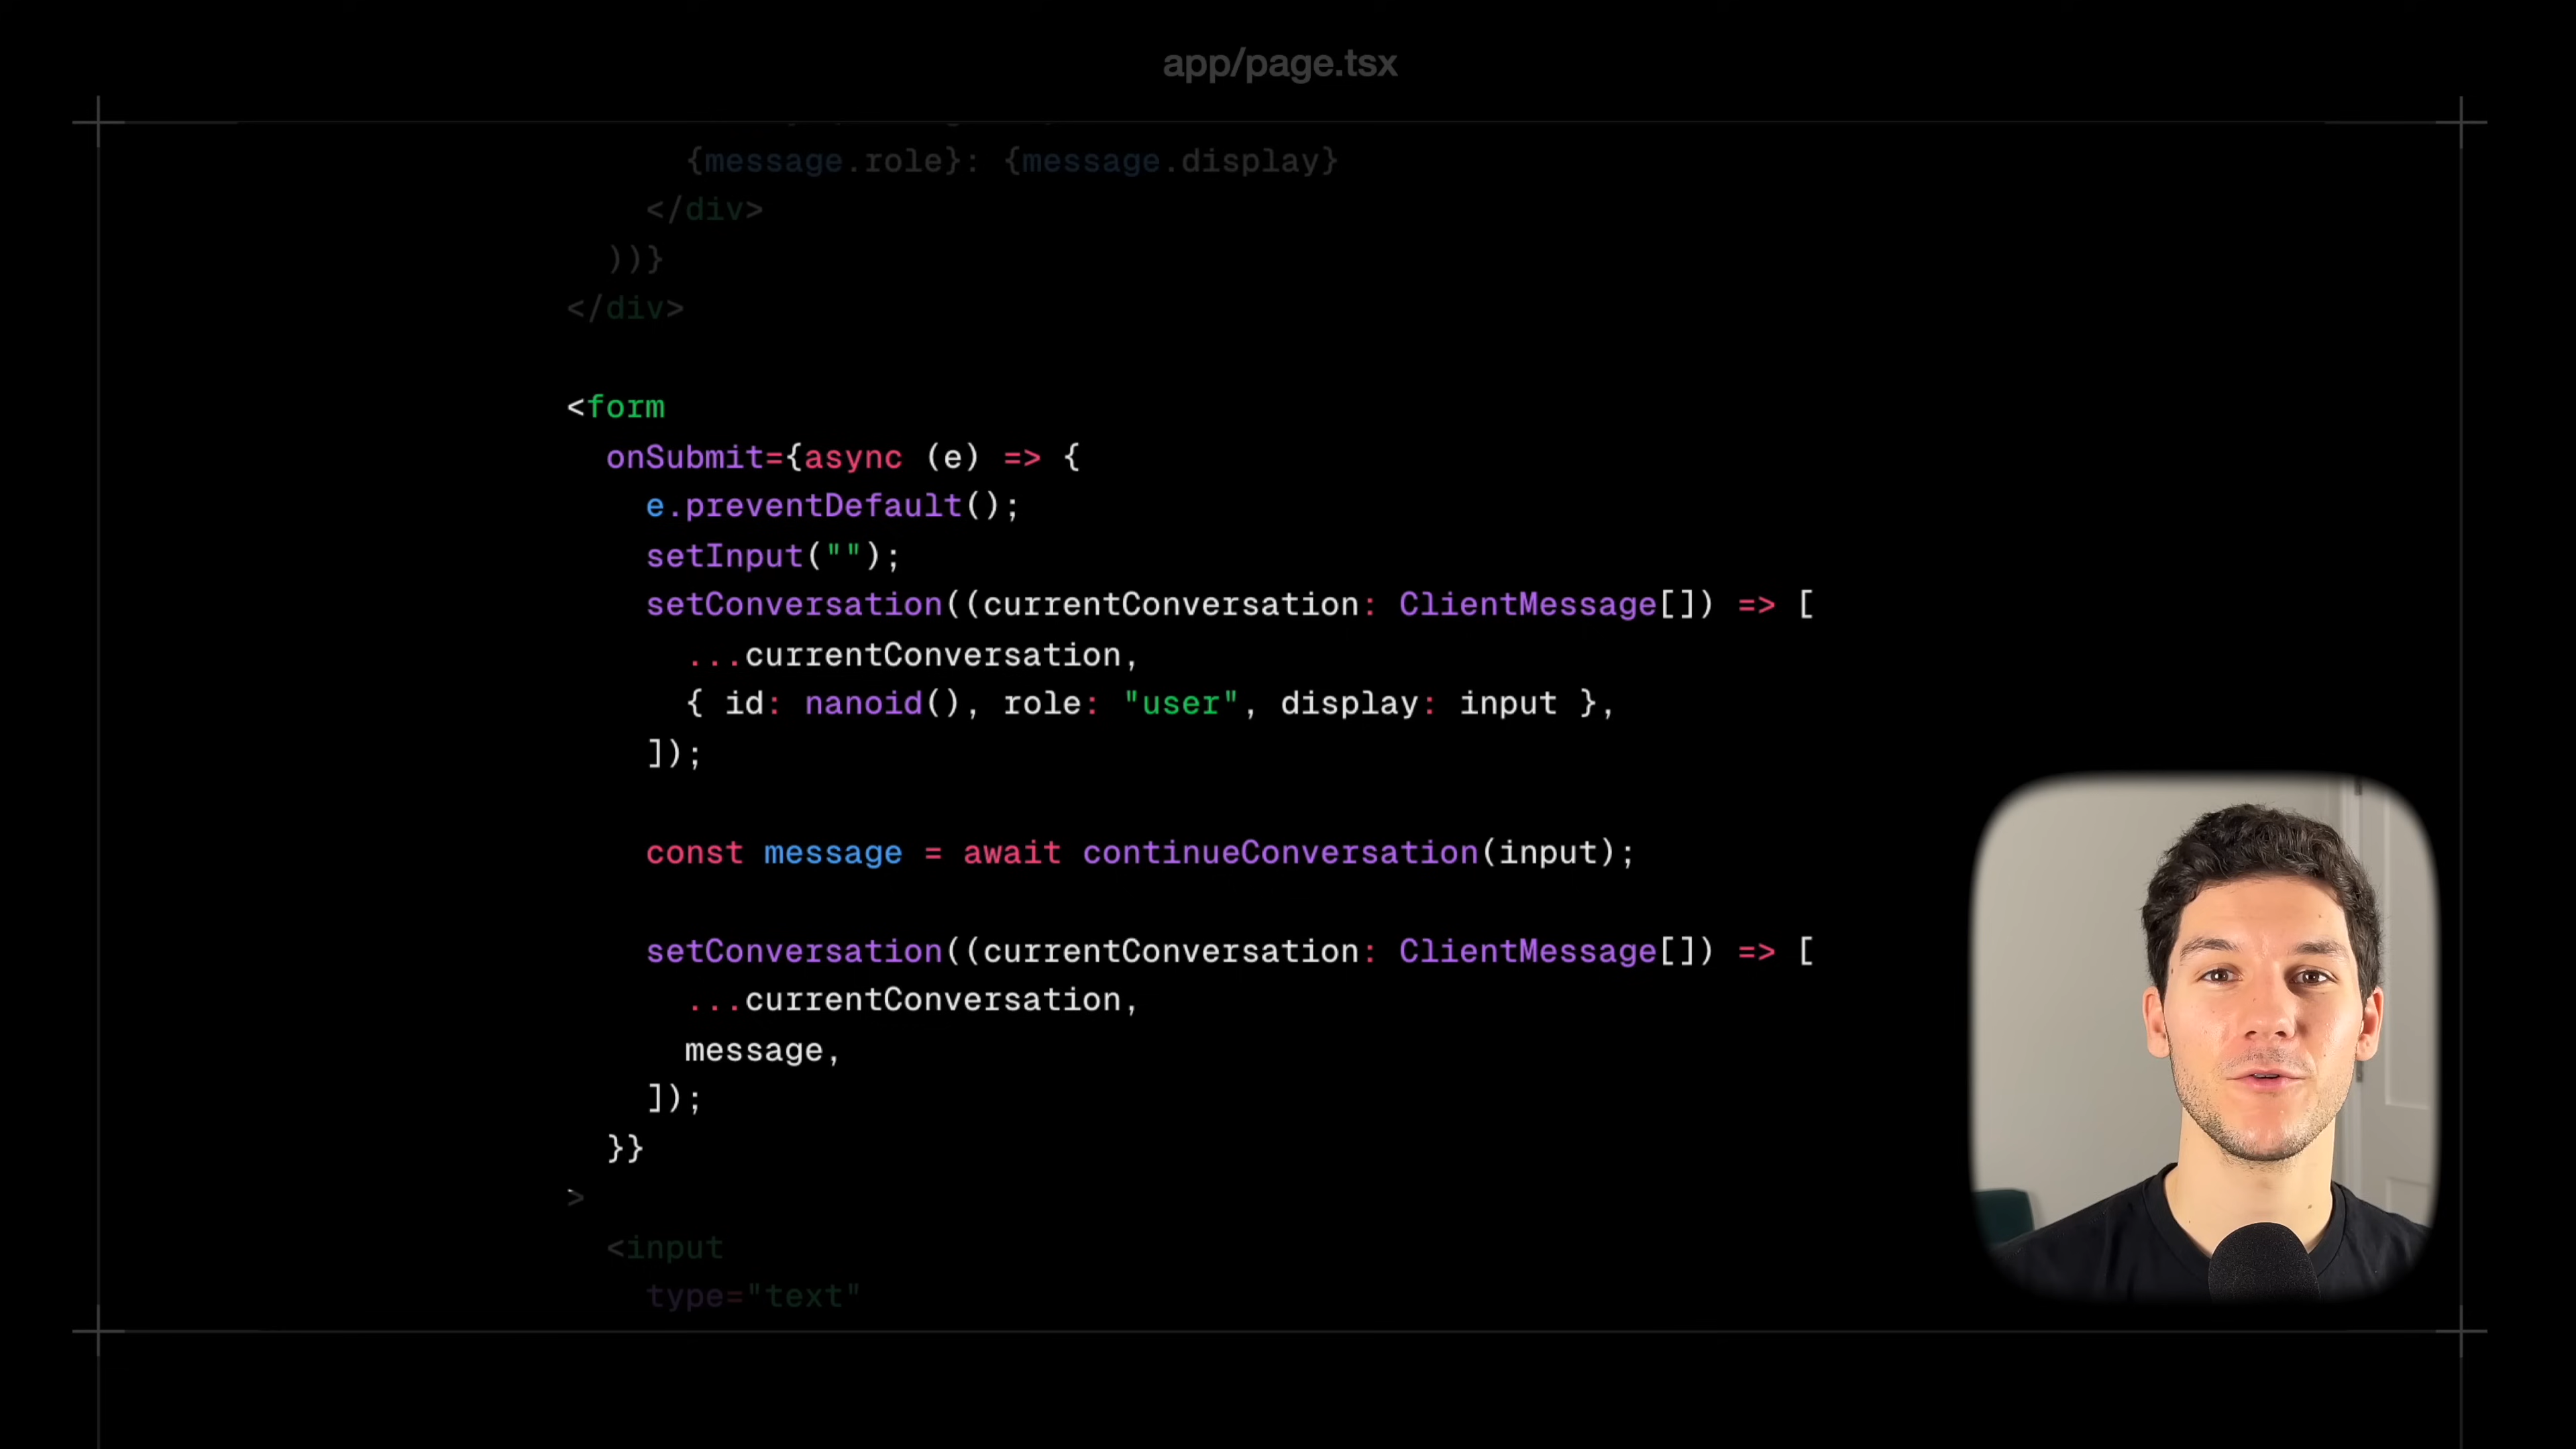 app/page.tsx
{message.role}: {message.display}
</div>
))}
</div>
<form
onSubmit={async (e) => {
e.preventDefault();
setInput("");
setConversation((currentConversation: ClientMessage[]) => [
...currentConversation,
{ id: nanoid(), role: "user", display: input },
]);
const message = await continueConversation(input);
setConversation((currentConversation: ClientMessage[]) => [
...currentConversation,
message,
]);
}}
>
<input
type="text"